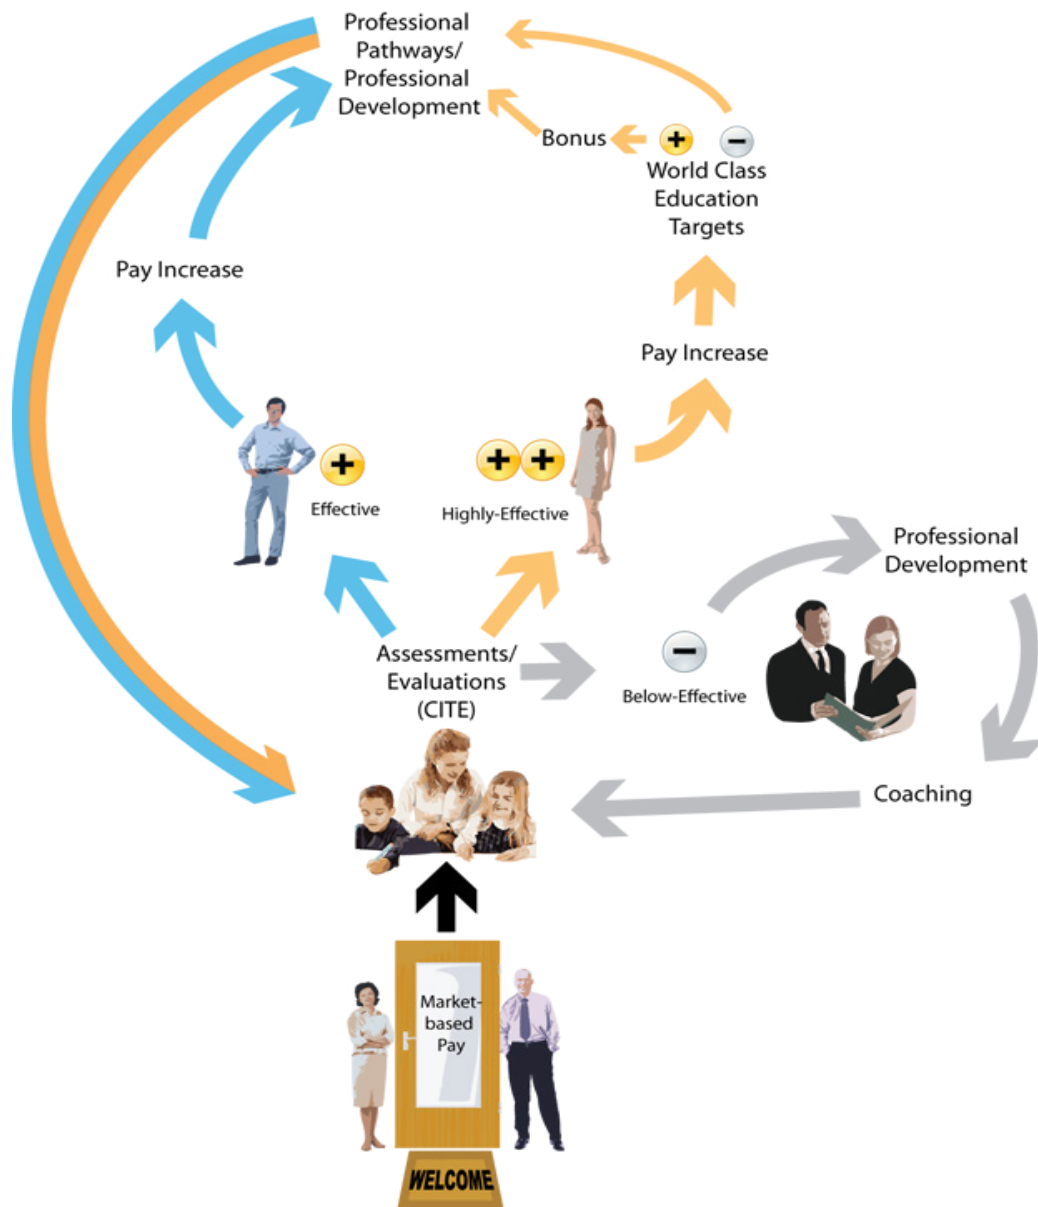 Professional
Pathways/
Professional
Development
Bonus
World Class
Education
Targets
Pay Increase
Pay Increase
Effective
Highly-Effective
Professional
Development
Assessments/
Evaluations
(CITE)
Below-Effective
Coaching
Market-
based
Pay
WELCOME